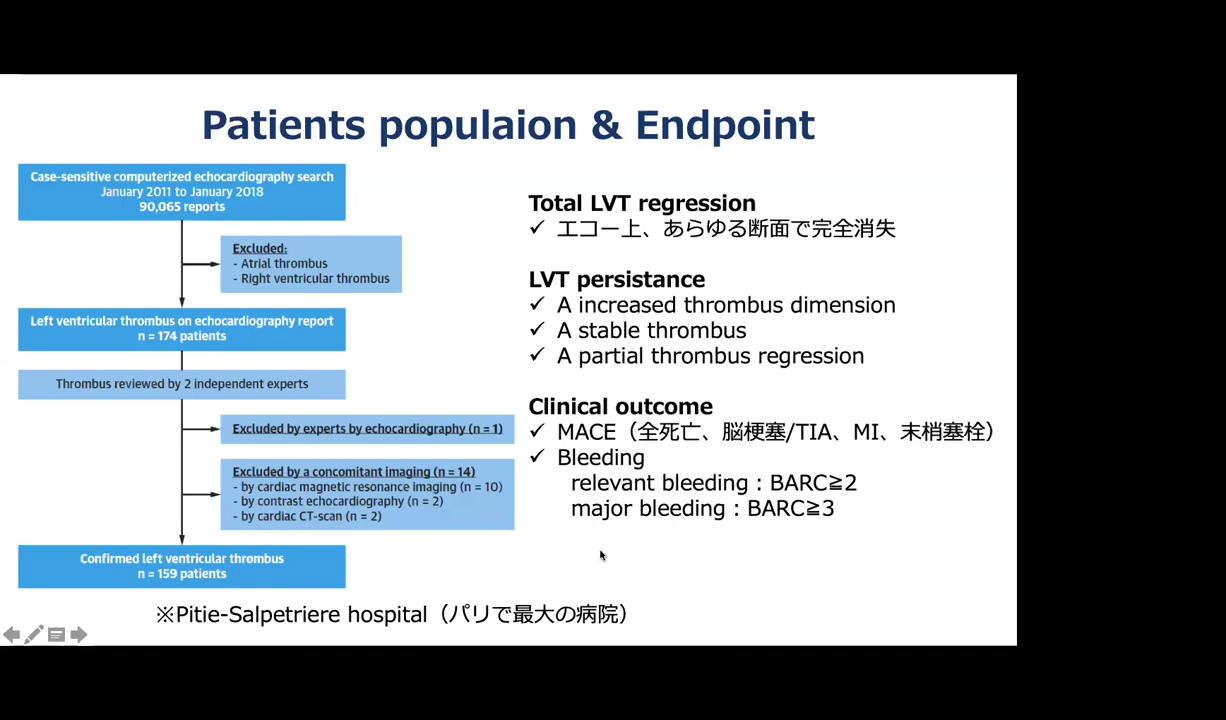 Patients populaion & Endpoint
Case-sensitive computerized echocardiography search
January 2011 to January 2018
90,065 reports
Excluded:
- Atrial thrombus
- Right ventricular thrombus
Left ventricular thrombus on echocardiography report
n = 174 patients
Thrombus reviewed by 2 independent experts
Excluded by experts by echocardiography (n = 1)
Excluded by a concomitant imaging (n = 14)
- by cardiac magnetic resonance imaging (n = 10)
- by contrast echocardiography (n = 2)
- by cardiac CT-scan (n = 2)
Confirmed left ventricular thrombus
n = 159 patients
Total LVT regression
✓ エコー上、あらゆる断面で完全消失
LVT persistance
✓ A increased thrombus dimension
✓ A stable thrombus
✓ A partial thrombus regression
Clinical outcome
✓ MACE（全死亡、脳梗塞/TIA、MI、末梢塞栓）
✓ Bleeding
relevant bleeding : BARC≧2
major bleeding : BARC≧3
※Pitie-Salpetriere hospital（パリで最大の病院）